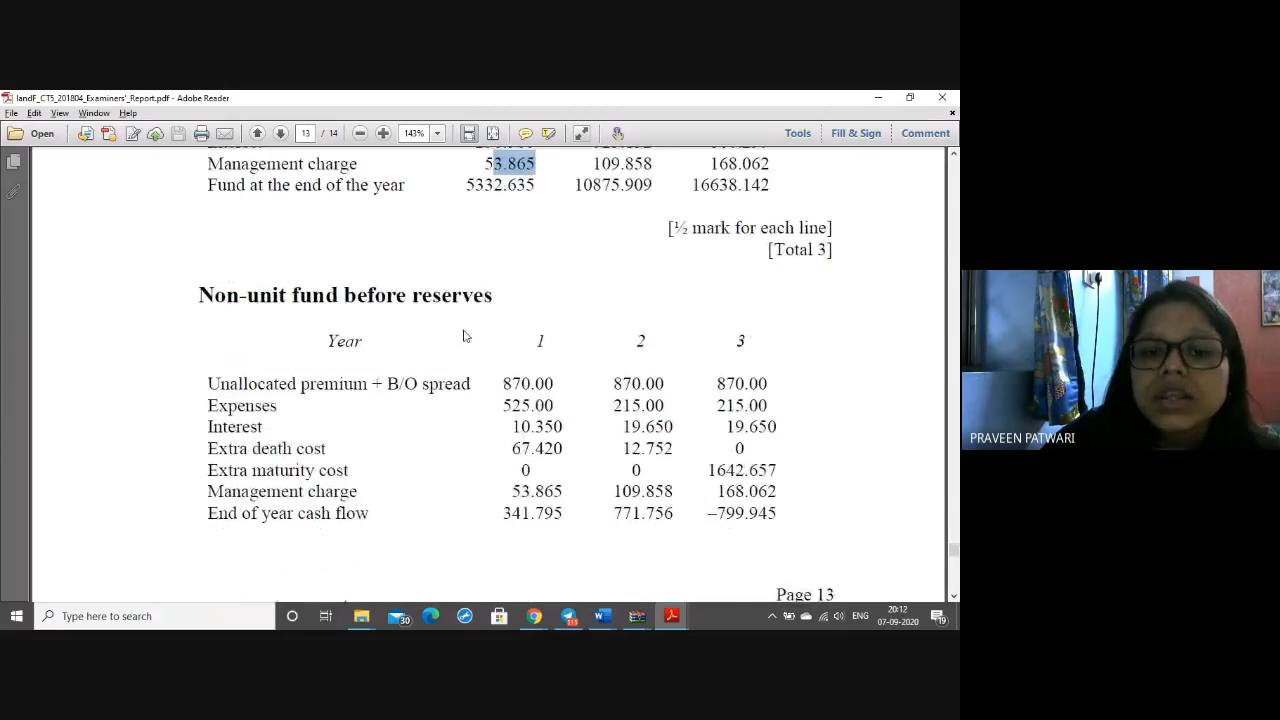 IandF_CT5_201804_Examiners'_Report.pdf - Adobe Reader
File Edit View Window Help
Open 13 / 14 143% Tools Fill & Sign Comment
Management charge 53.865 109.858 168.062
Fund at the end of the year 5332.635 10875.909 16638.142
[½ mark for each line]
[Total 3]
Non-unit fund before reserves
Year 1 2 3
Unallocated premium + B/O spread 870.00 870.00 870.00
Expenses 525.00 215.00 215.00
Interest 10.350 19.650 19.650
Extra death cost 67.420 12.752 0
Extra maturity cost 0 0 1642.657
Management charge 53.865 109.858 168.062
End of year cash flow 341.795 771.756 –799.945
Page 13
PRAVEEN PATWARI
Type here to search 30 ENG 20:12
07-09-2020 19